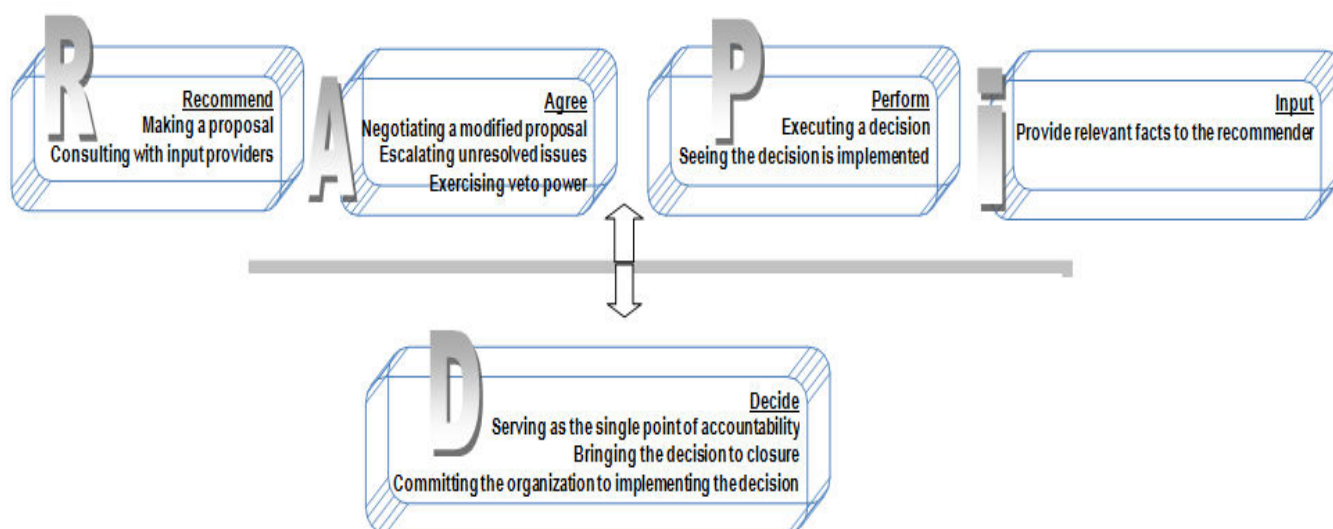 R
Recommend
Making a proposal
Consulting with input providers
A
Agree
Negotiating a modified proposal
Escalating unresolved issues
Exercising veto power
P
Perform
Executing a decision
Seeing the decision is implemented
i
Input
Provide relevant facts to the recommender
D
Decide
Serving as the single point of accountability
Bringing the decision to closure
Committing the organization to implementing the decision